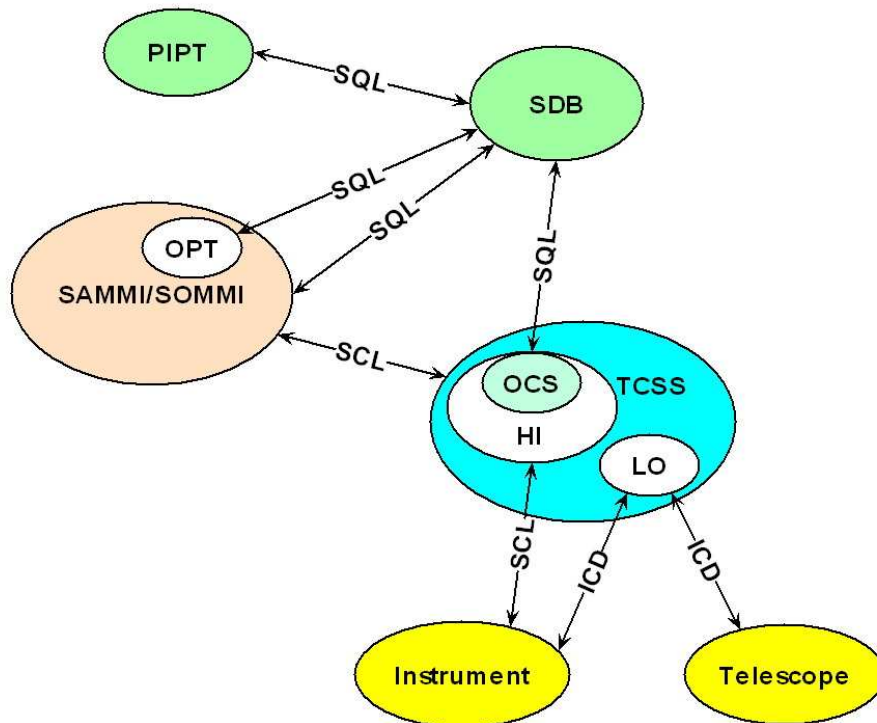 PIPT
SQL
SDB
SQL
SQL
OPT
SAMMI/SOMMI
SQL
SCL
OCS
TCSS
HI
LO
SCL
ICD
ICD
Instrument
Telescope